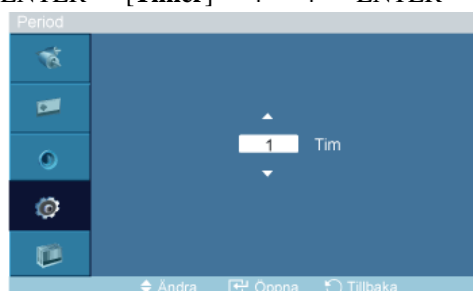 ENTER [Timer] ENTER
Period
1 Tim
Ändra Öppna Tillbaka